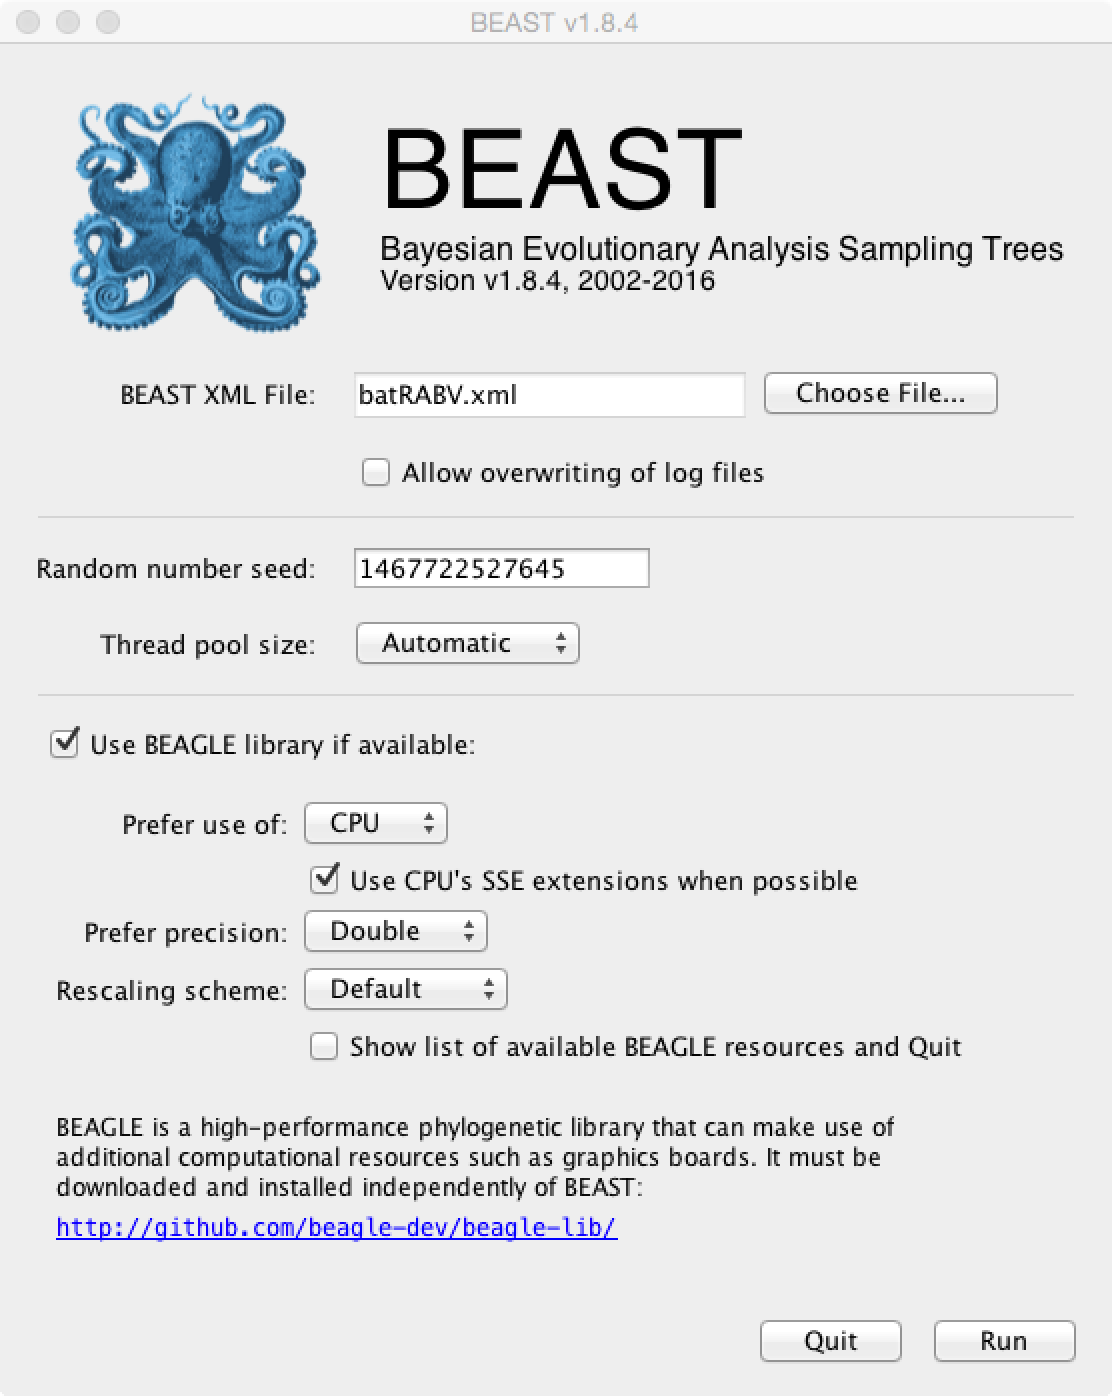 BEAST v1.8.4
BEAST
Bayesian Evolutionary Analysis Sampling Trees
Version v1.8.4, 2002-2016
BEAST XML File: batRABV.xml Choose File...
Allow overwriting of log files
Random number seed: 1467722527645
Thread pool size: Automatic
Use BEAGLE library if available:
Prefer use of: CPU
Use CPU's SSE extensions when possible
Prefer precision: Double
Rescaling scheme: Default
Show list of available BEAGLE resources and Quit
BEAGLE is a high-performance phylogenetic library that can make use of
additional computational resources such as graphics boards. It must be
downloaded and installed independently of BEAST:
http://github.com/beagle-dev/beagle-lib/
Quit Run